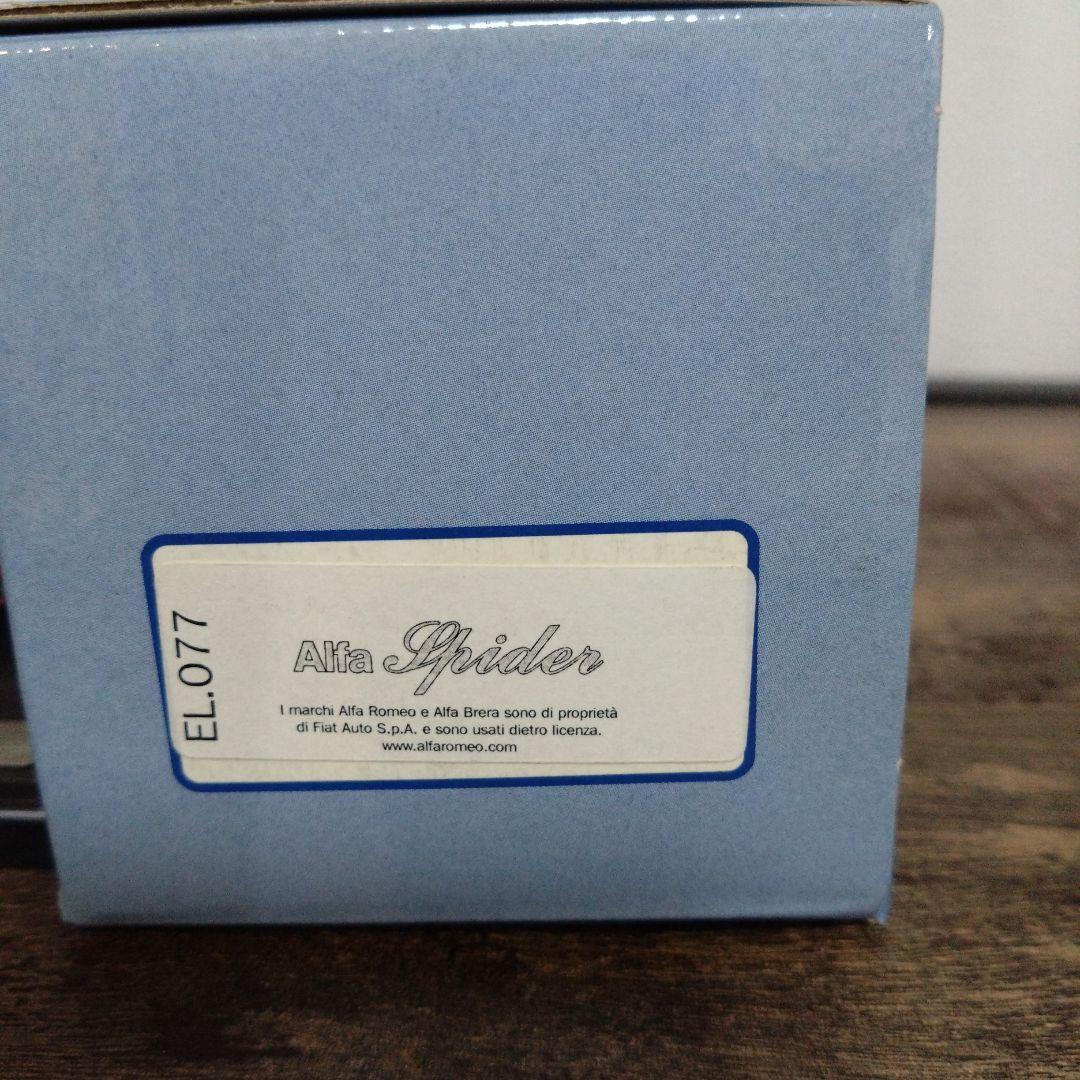 EL.077
Alfa Spider
I marchi Alfa Romeo e Alfa Brera sono di proprietà
di Fiat Auto S.p.A. e sono usati dietro licenza.
www.alfaromeo.com